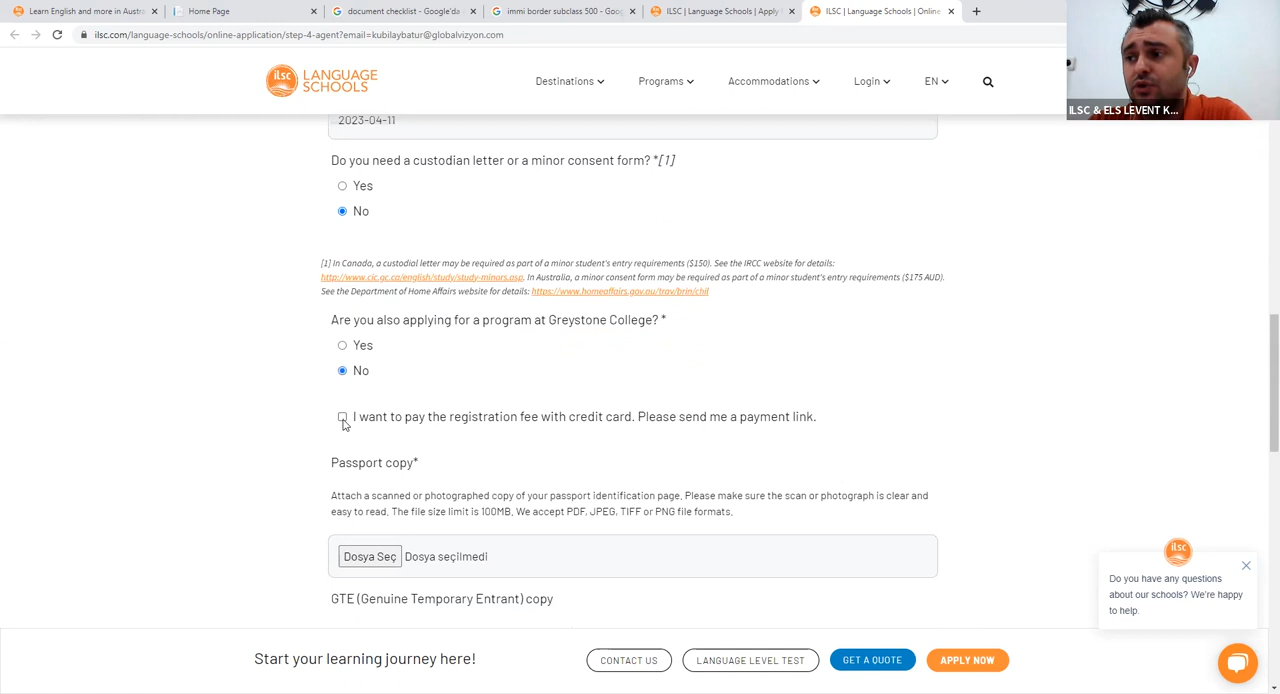 Learn English and more in Austra
Home Page
document checklist - Google'da
immi border subclass 500 - Goog
ILSC | Language Schools | Apply
ILSC | Language Schools | Online
ilsc.com/language-schools/online-application/step-4-agent?email=kubilaybatur@globalvizyon.com
ilsc LANGUAGE SCHOOLS
Destinations
Programs
Accommodations
Login
EN
ILSC & ELS LEVENT K...
2023-04-11
Do you need a custodian letter or a minor consent form? *[1]
Yes
No
[1] In Canada, a custodial letter may be required as part of a minor student's entry requirements ($150). See the IRCC website for details:
http://www.cic.gc.ca/english/study/study-minors.asp. In Australia, a minor consent form may be required as part of a minor student's entry requirements ($175 AUD).
See the Department of Home Affairs website for details: https://www.homeaffairs.gov.au/trav/brin/chil
Are you also applying for a program at Greystone College? *
Yes
No
I want to pay the registration fee with credit card. Please send me a payment link.
Passport copy*
Attach a scanned or photographed copy of your passport identification page. Please make sure the scan or photograph is clear and
easy to read. The file size limit is 100MB. We accept PDF, JPEG, TIFF or PNG file formats.
Dosya Seç Dosya seçilmedi
GTE (Genuine Temporary Entrant) copy
ilsc
Do you have any questions
about our schools? We're happy
to help.
Start your learning journey here!
CONTACT US
LANGUAGE LEVEL TEST
GET A QUOTE
APPLY NOW